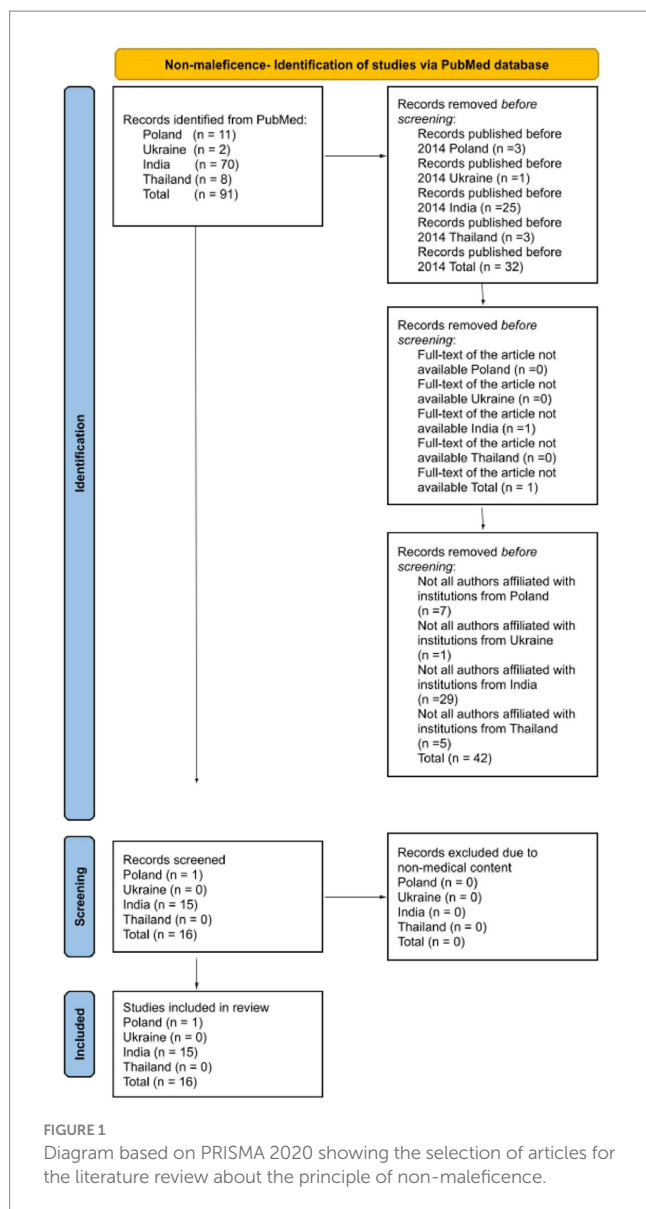 Non-maleficence- Identification of studies via PubMed database
Identification
Records identified from PubMed:
Poland (n = 11)
Ukraine (n = 2)
India (n = 70)
Thailand (n = 8)
Total (n = 91)
Records removed before
screening:
Records published before
2014 Poland (n =3)
Records published before
2014 Ukraine (n =1)
Records published before
2014 India (n =25)
Records published before
2014 Thailand (n =3)
Records published before
2014 Total (n = 32)
Records removed before
screening:
Full-text of the article not
available Poland (n =0)
Full-text of the article not
available Ukraine (n =0)
Full-text of the article not
available India (n =1)
Full-text of the article not
available Thailand (n =0)
Full-text of the article not
available Total (n = 1)
Records removed before
screening:
Not all authors affiliated with
institutions from Poland
(n =7)
Not all authors affiliated with
institutions from Ukraine
(n =1)
Not all authors affiliated with
institutions from India
(n =29)
Not all authors affiliated with
institutions from Thailand
(n =5)
Total (n = 42)
Screening
Records screened
Poland (n = 1)
Ukraine (n = 0)
India (n = 15)
Thailand (n = 0)
Total (n = 16)
Records excluded due to
non-medical content
Poland (n = 0)
Ukraine (n = 0)
India (n = 0)
Thailand (n = 0)
Total (n = 0)
Included
Studies included in review
Poland (n = 1)
Ukraine (n = 0)
India (n = 15)
Thailand (n = 0)
Total (n = 16)
FIGURE 1
Diagram based on PRISMA 2020 showing the selection of articles for
the literature review about the principle of non-maleficence.